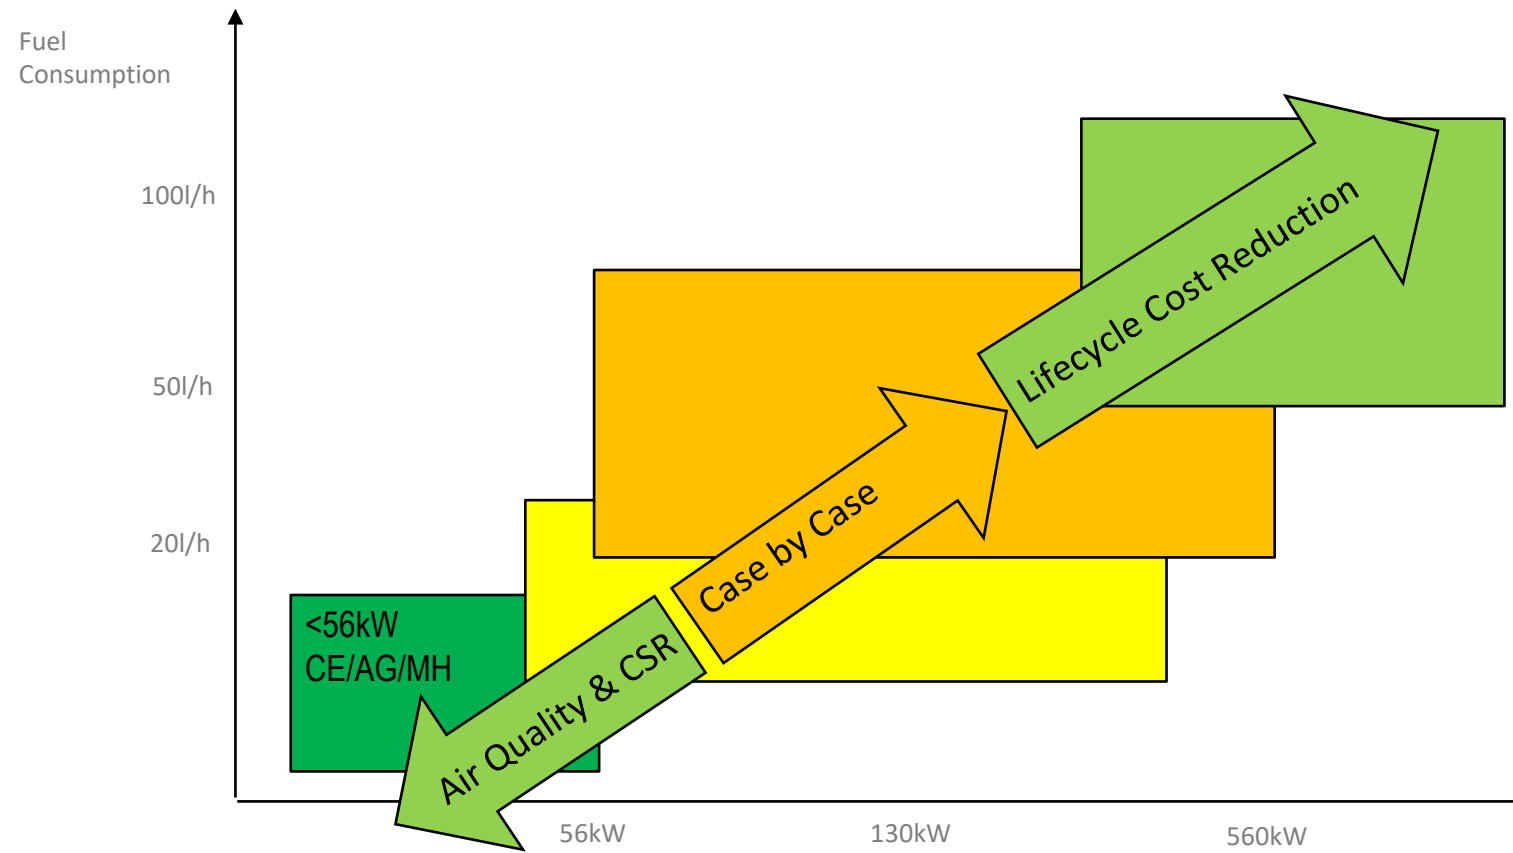 Fuel
Consumption
100l/h
50l/h
20l/h
<56kW
CE/AG/MH
Air Quality & CSR
Case by Case
Lifecycle Cost Reduction
56kW
130kW
560kW